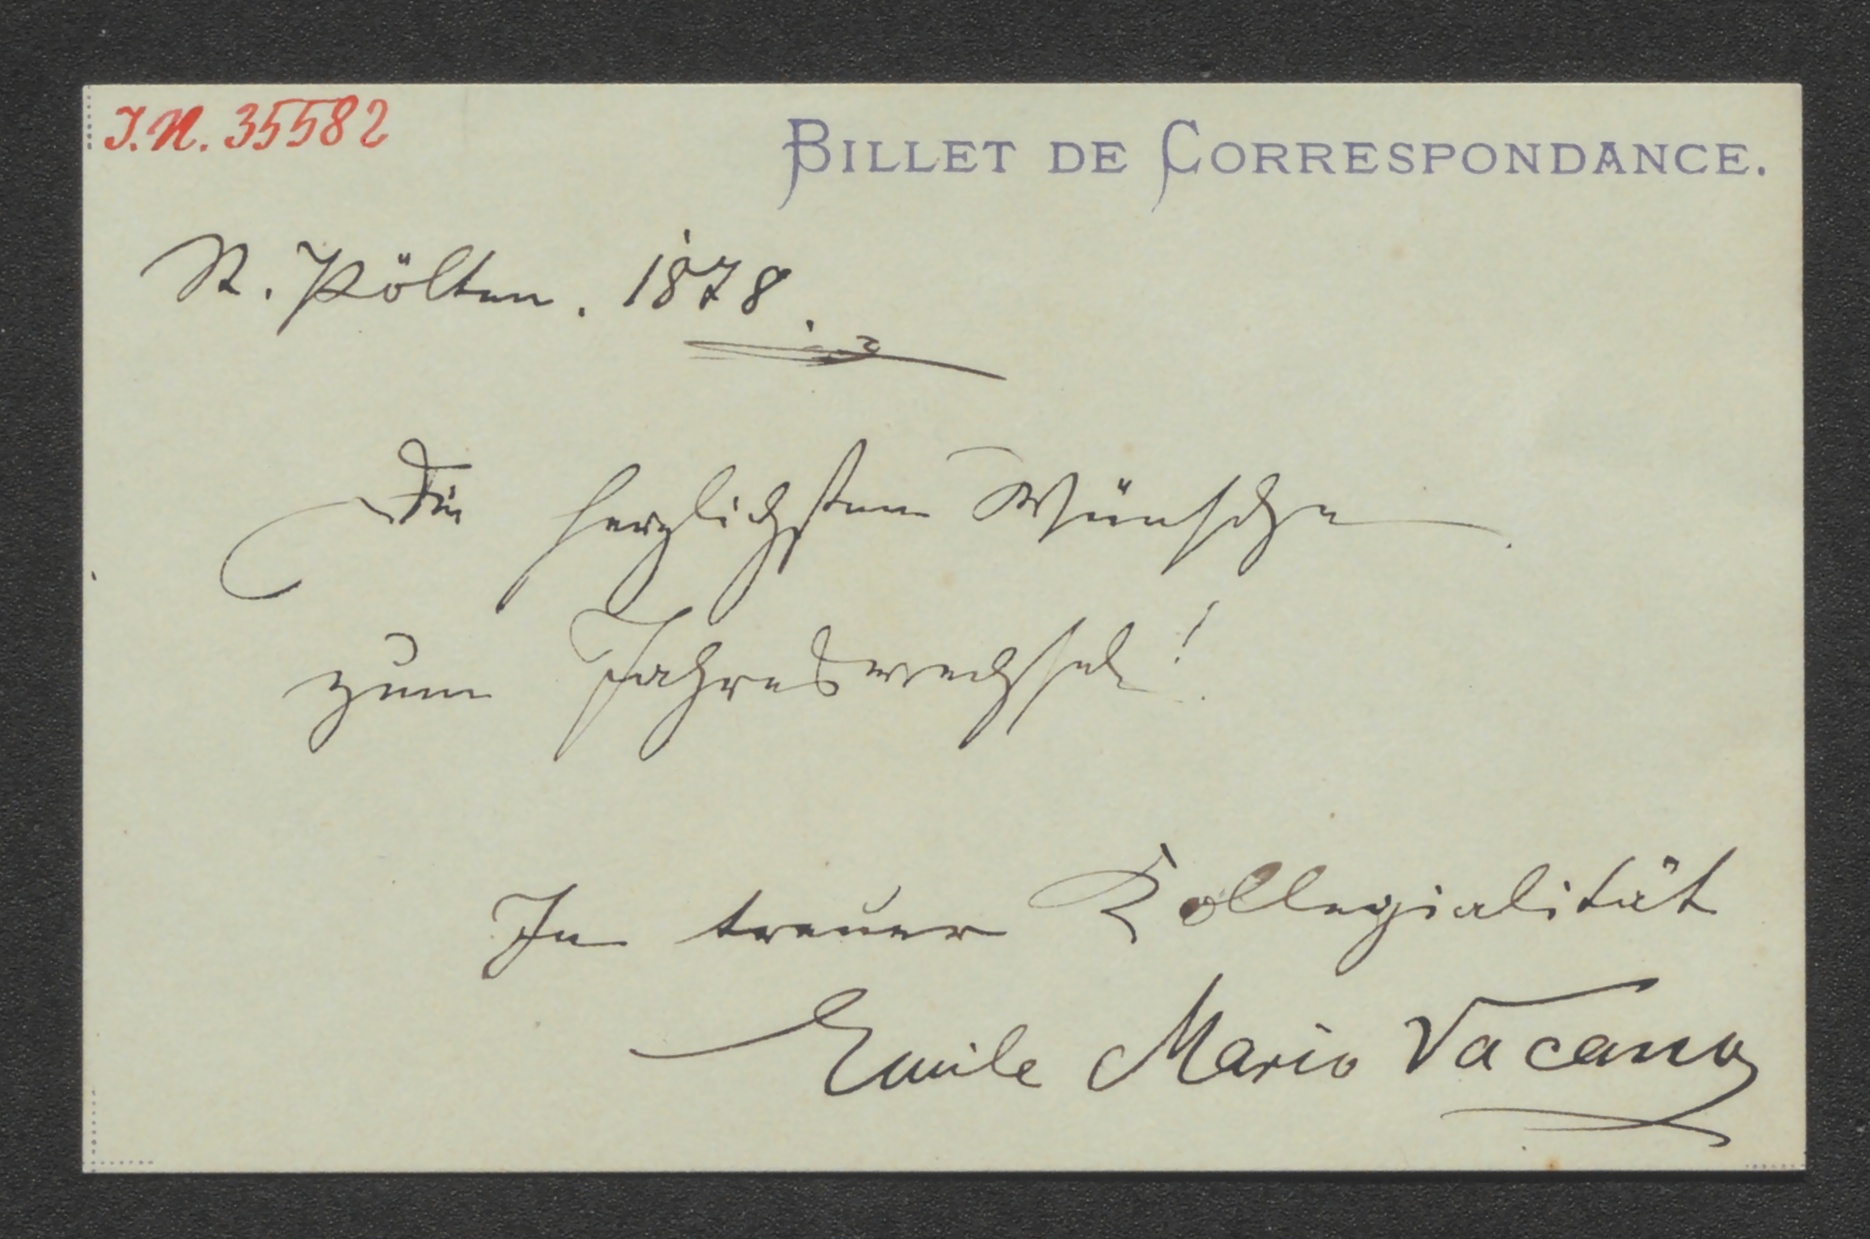 I.N. 35582
BILLET DE CORRESPONDANCE.
St. Pölten. 1878.
Die herzlichsten Wünsche
zum Jahreswechsel!
In treuer Kollegialität
Emile Mario Vacano